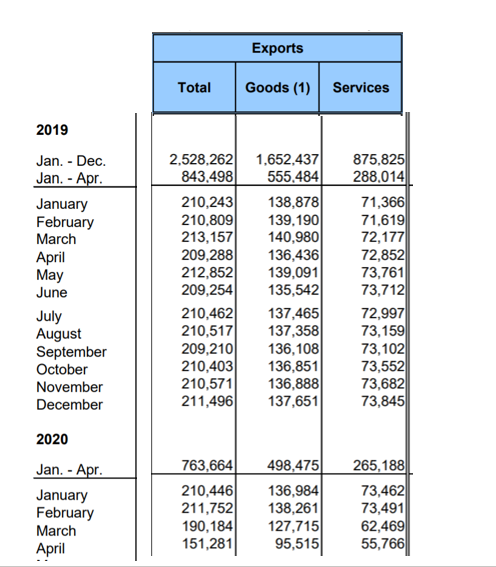 Exports
Total Goods (1) Services
2019
Jan. - Dec. 2,528,262 1,652,437 875,825
Jan. - Apr. 843,498 555,484 288,014
January 210,243 138,878 71,366
February 210,809 139,190 71,619
March 213,157 140,980 72,177
April 209,288 136,436 72,852
May 212,852 139,091 73,761
June 209,254 135,542 73,712
July 210,462 137,465 72,997
August 210,517 137,358 73,159
September 209,210 136,108 73,102
October 210,403 136,851 73,552
November 210,571 136,888 73,682
December 211,496 137,651 73,845
2020
Jan. - Apr. 763,664 498,475 265,188
January 210,446 136,984 73,462
February 211,752 138,261 73,491
March 190,184 127,715 62,469
April 151,281 95,515 55,766